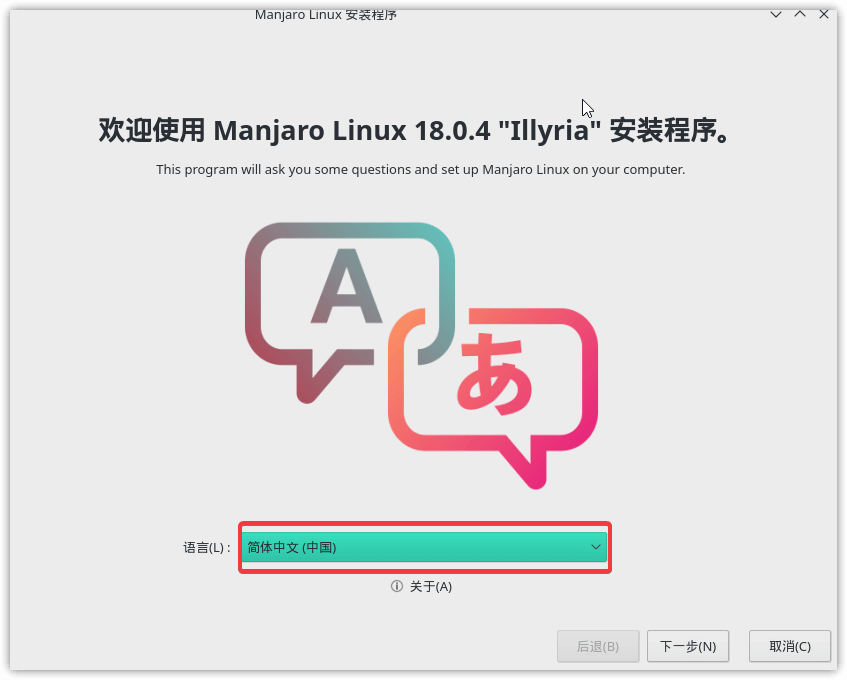 Manjaro Linux 安装程序
欢迎使用 Manjaro Linux 18.0.4 "Illyria" 安装程序。
This program will ask you some questions and set up Manjaro Linux on your computer.
A
あ
语言(L) : 简体中文 (中国)
关于(A)
后退(B) 下一步(N) 取消(C)